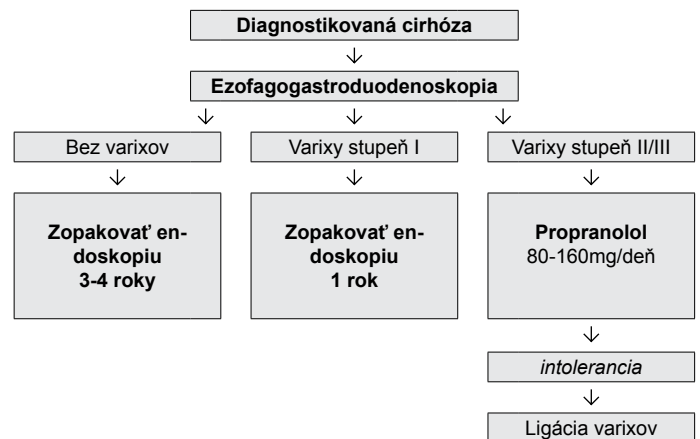 Diagnostikovaná cirhóza
Ezofagogastroduodenoskopia
Bez varixov
Varixy stupeň I
Varixy stupeň II/III
Zopakovať en-
doskopiu
3-4 roky
Zopakovať en-
doskopiu
1 rok
Propranolol
80-160mg/deň
intolerancia
Ligácia varixov